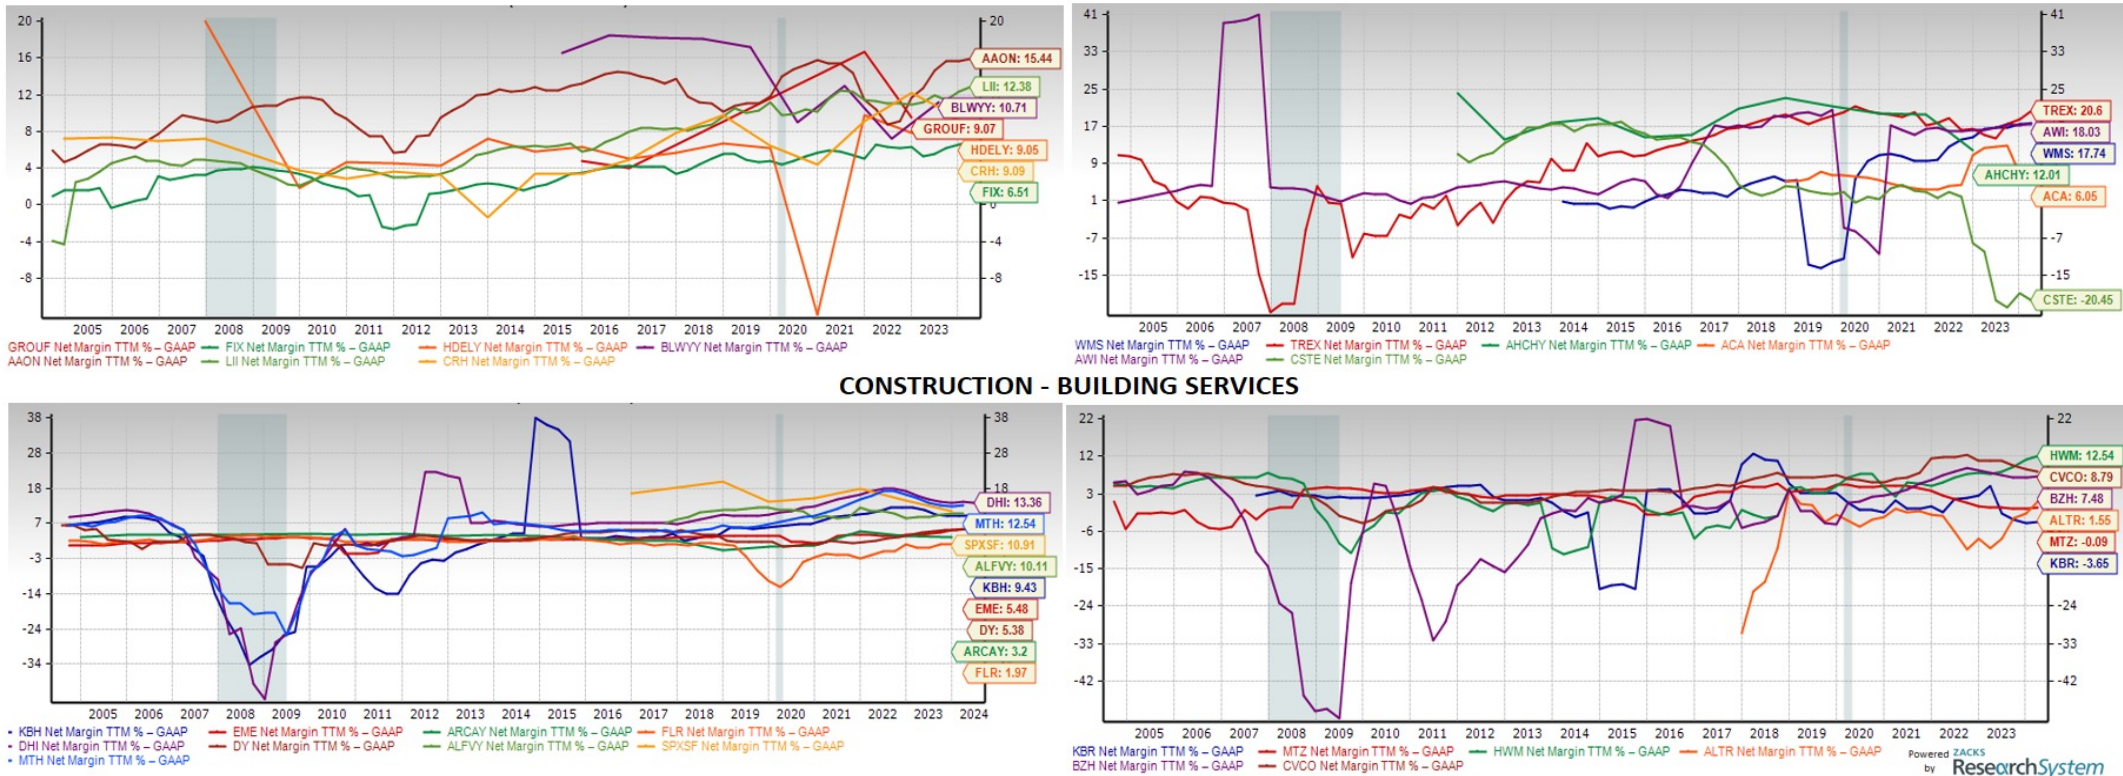 20
16
12
8
4
0
-4
-8
20
0
-4
-8
AAON: 15.44
LII: 12.38
BLWYY: 10.71
GROUF: 9.07
HDELY: 9.05
CRH: 9.09
FIX: 6.51
2005 2006 2007 2008 2009 2010 2011 2012 2013 2014 2015 2016 2017 2018 2019 2020 2021 2022 2023
GROUF Net Margin TTM % – GAAP FIX Net Margin TTM % – GAAP HDELY Net Margin TTM % – GAAP BLWYY Net Margin TTM % – GAAP
AAON Net Margin TTM % – GAAP LII Net Margin TTM % – GAAP CRH Net Margin TTM % – GAAP
41
33
25
17
9
1
-7
-15
41
33
25
-7
-15
TREX: 20.6
AWI: 18.03
WMS: 17.74
AHCHY: 12.01
ACA: 6.05
CSTE: -20.45
2005 2006 2007 2008 2009 2010 2011 2012 2013 2014 2015 2016 2017 2018 2019 2020 2021 2022 2023
WMS Net Margin TTM % – GAAP TREX Net Margin TTM % – GAAP AHCHY Net Margin TTM % – GAAP ACA Net Margin TTM % – GAAP
AWI Net Margin TTM % – GAAP CSTE Net Margin TTM % – GAAP
CONSTRUCTION - BUILDING SERVICES
38
28
18
7
-3
-14
-24
-34
38
28
18
DHI: 13.36
MTH: 12.54
SPXSF: 10.91
ALFVY: 10.11
KBH: 9.43
EME: 5.48
DY: 5.38
ARCAY: 3.2
FLR: 1.97
2005 2006 2007 2008 2009 2010 2011 2012 2013 2014 2015 2016 2017 2018 2019 2020 2021 2022 2023 2024
KBH Net Margin TTM % – GAAP EME Net Margin TTM % – GAAP ARCAY Net Margin TTM % – GAAP FLR Net Margin TTM % – GAAP
DHI Net Margin TTM % – GAAP DY Net Margin TTM % – GAAP ALFVY Net Margin TTM % – GAAP SPXSF Net Margin TTM % – GAAP
MTH Net Margin TTM % – GAAP
22
12
3
-6
-15
-24
-33
-42
22
-24
-33
-42
HWM: 12.54
CVCO: 8.79
BZH: 7.48
ALTR: 1.55
MTZ: -0.09
KBR: -3.65
2005 2006 2007 2008 2009 2010 2011 2012 2013 2014 2015 2016 2017 2018 2019 2020 2021 2022 2023
KBR Net Margin TTM % – GAAP MTZ Net Margin TTM % – GAAP HWM Net Margin TTM % – GAAP ALTR Net Margin TTM % – GAAP
BZH Net Margin TTM % – GAAP CVCO Net Margin TTM % – GAAP
Powered by ZACKS ResearchSystem